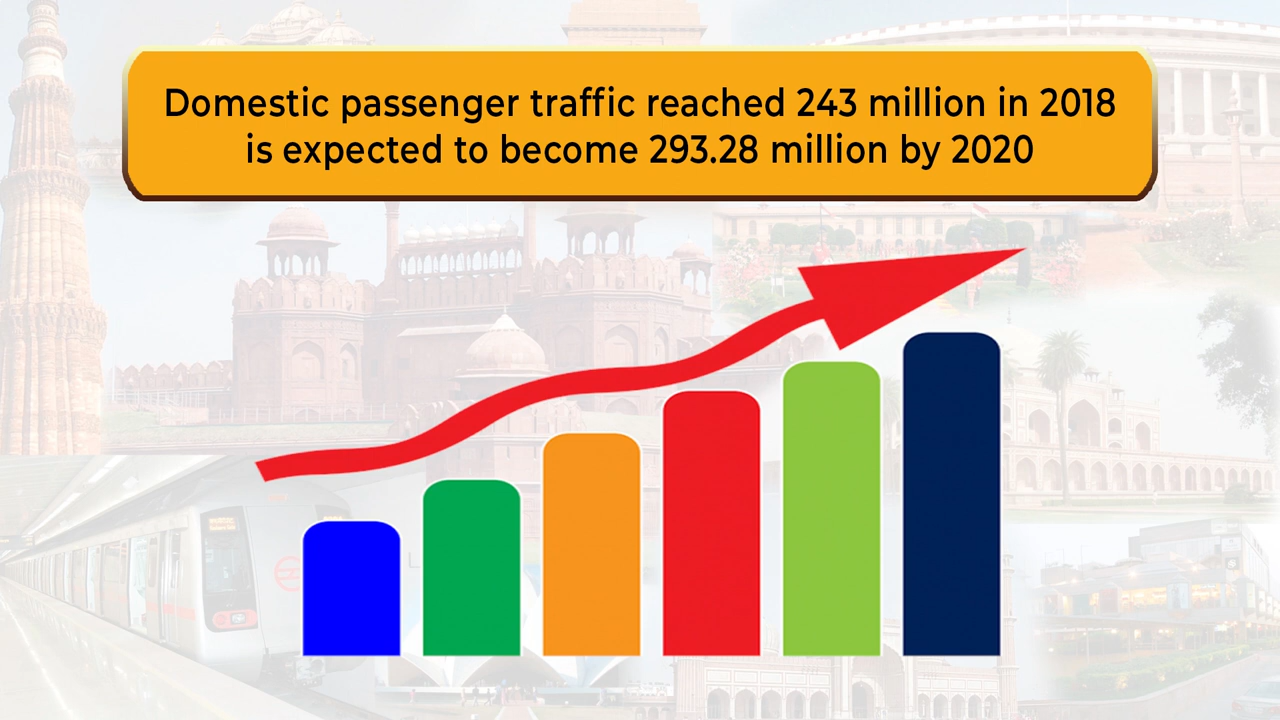 Domestic passenger traffic reached 243 million in 2018
is expected to become 293.28 million by 2020